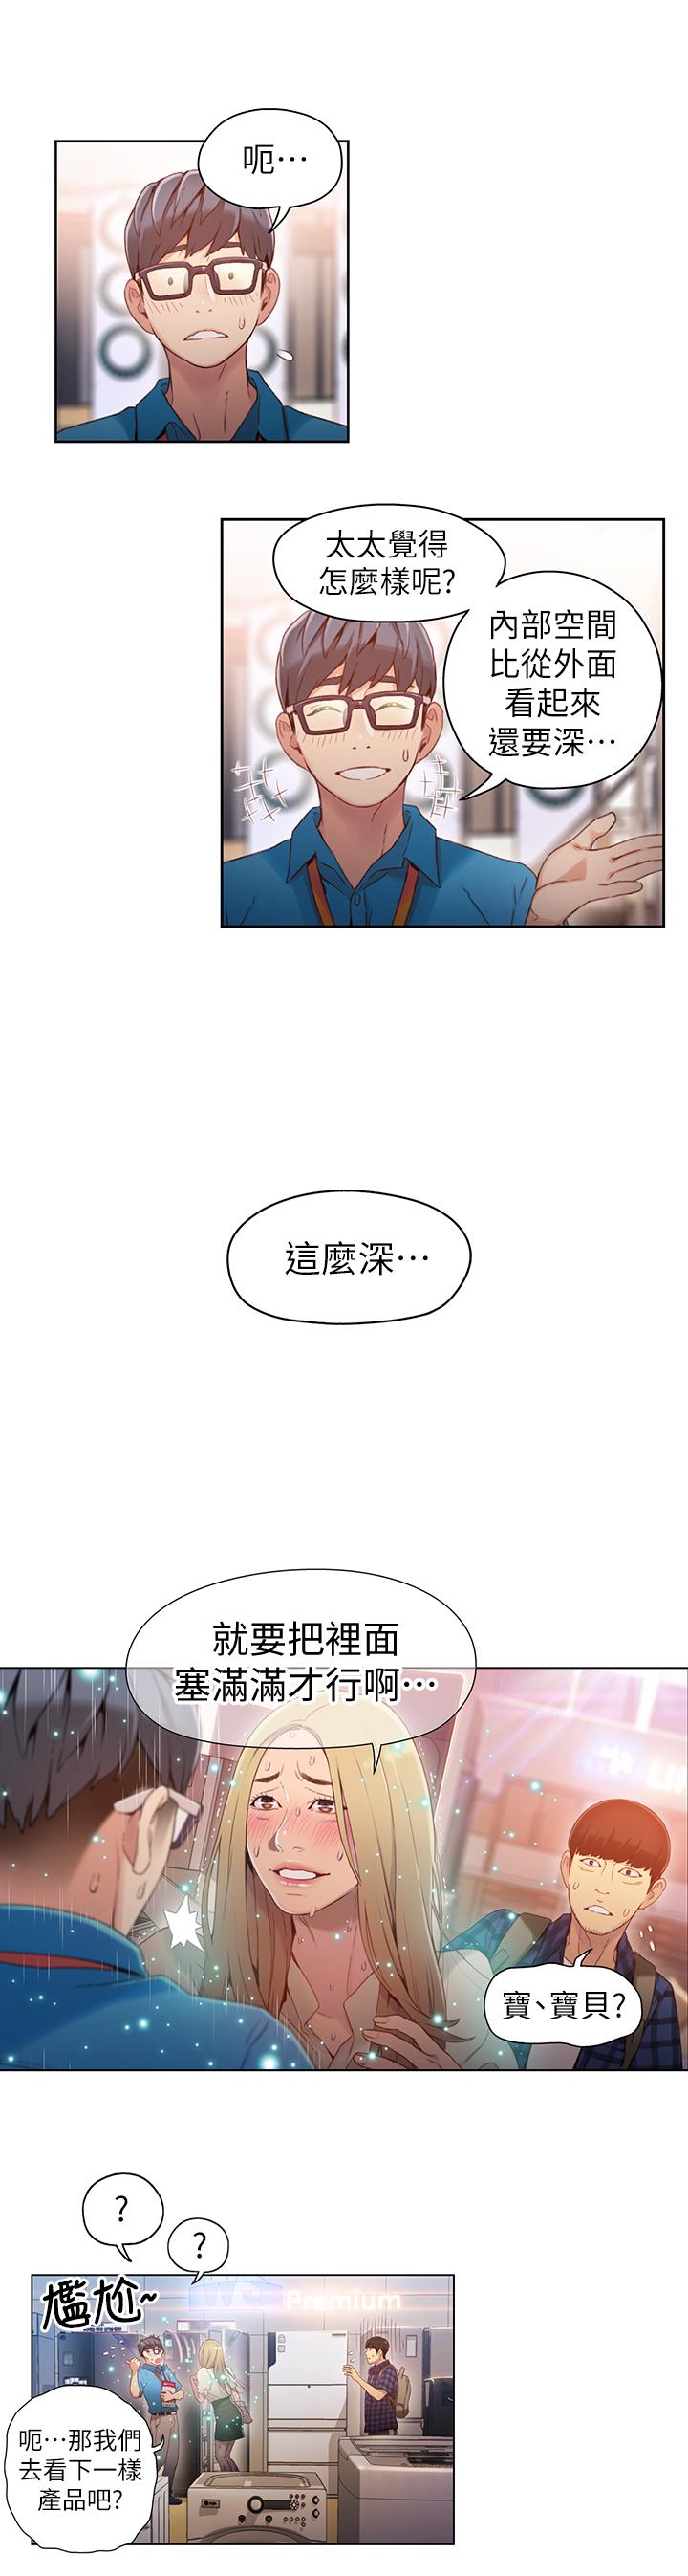 呃…
太太覺得
怎麼樣呢?
內部空間
比從外面
看起來
還要深…
這麼深…
就要把裡面
塞滿滿才行啊…
寶、寶貝?
?
?
尷尬~
Premium
呃…那我們
去看下一樣
產品吧?